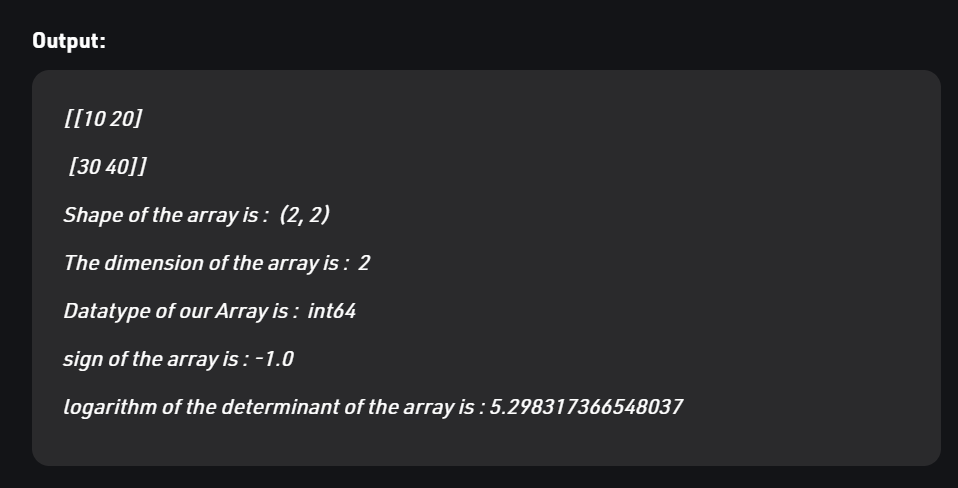 Output:
[[10 20]
[30 40]]
Shape of the array is :  (2, 2)
The dimension of the array is :  2
Datatype of our Array is :  int64
sign of the array is : -1.0
logarithm of the determinant of the array is : 5.298317366548037